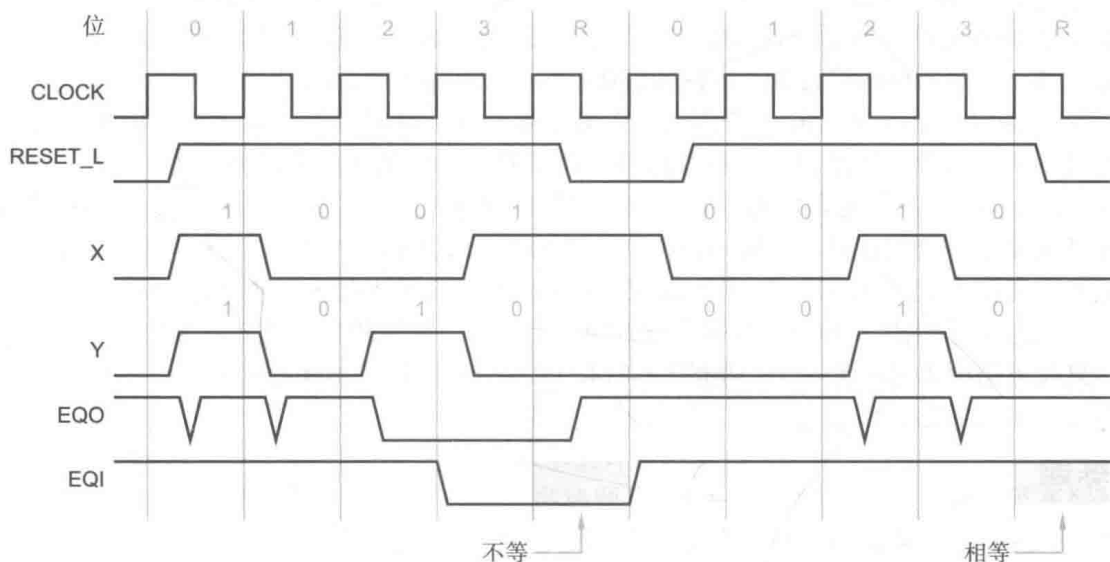 位 0 1 2 3 R 0 1 2 3 R
CLOCK
RESET_L
1 0 0 1 0 0 1 0
X
1 0 1 0 0 0 1 0
Y
EQO
EQI
不等 相等